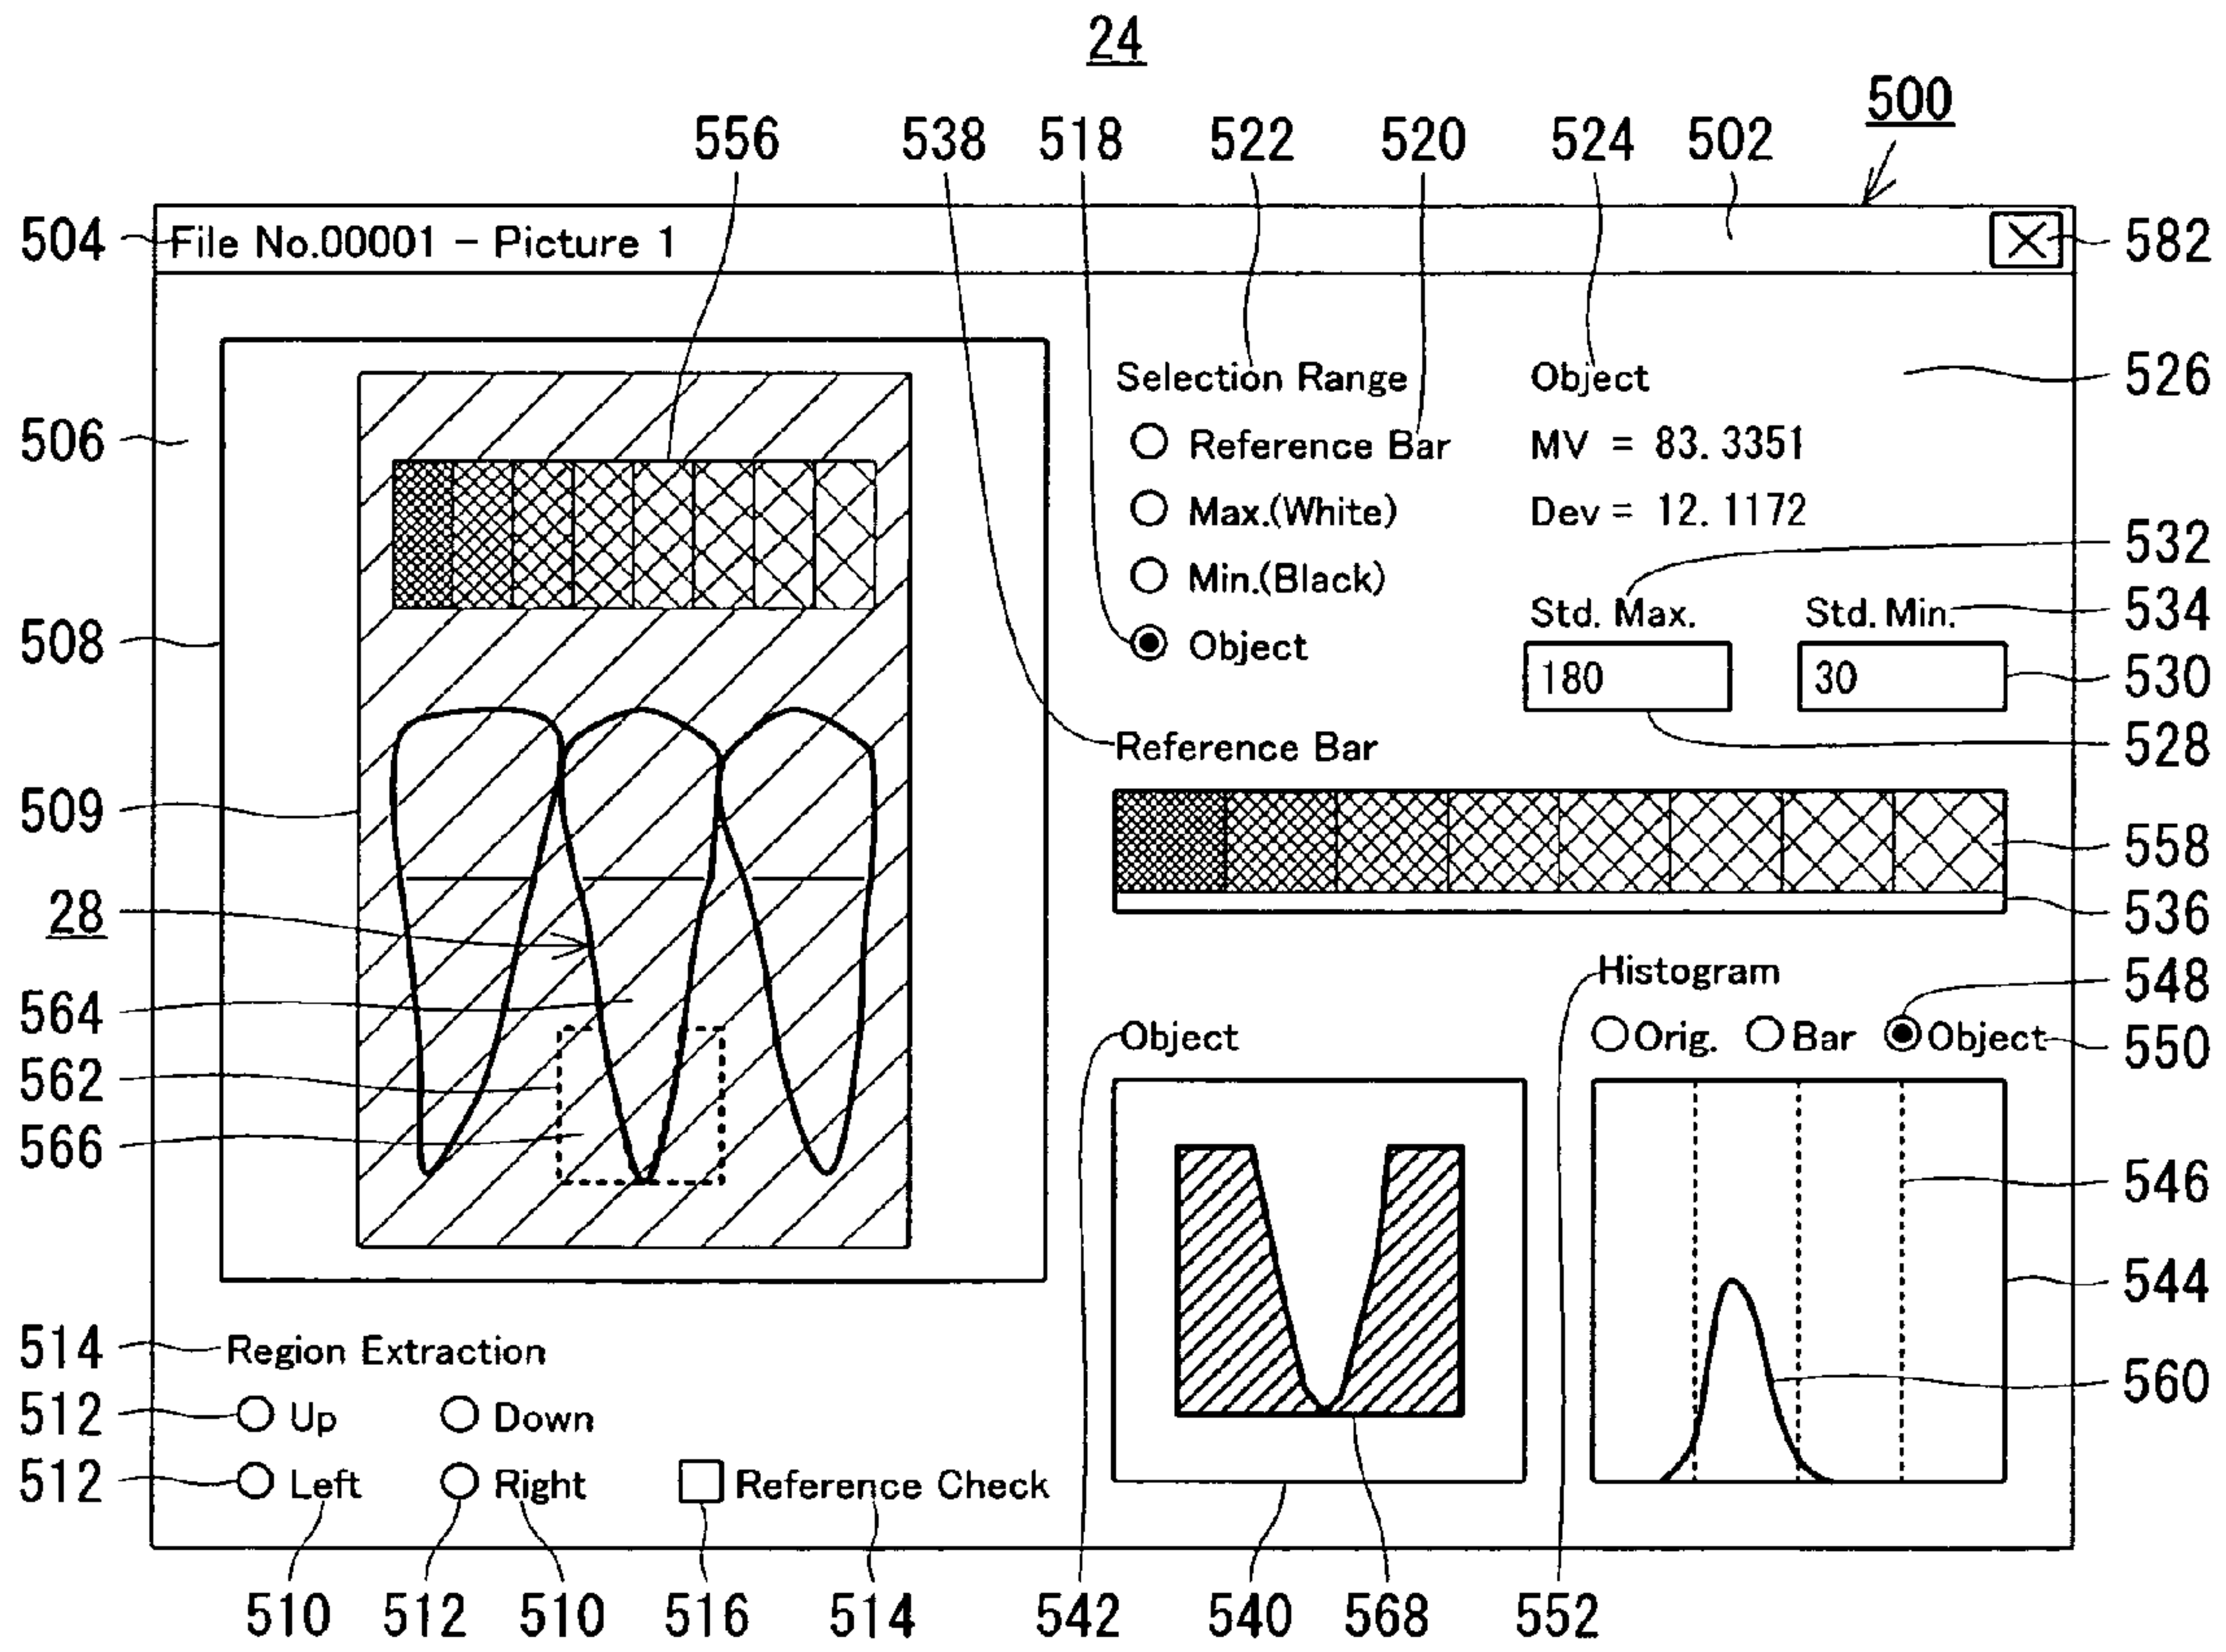 24
500
556 538 518 522 520 524 502
504 File No.00001 - Picture 1 582
Selection Range Object 526
506 Reference Bar MV = 83.3351
Max.(White) Dev = 12.1172
532
Min.(Black) Std. Max. Std. Min. 534
508 Object 180 30 530
Reference Bar 528
509
558
28 536
Histogram 548
564 Object Orig. Bar Object 550
562
566 546
544
514 Region Extraction
560
512 Up Down
512 Left Right Reference Check
510 512 510 516 514 542 540 568 552